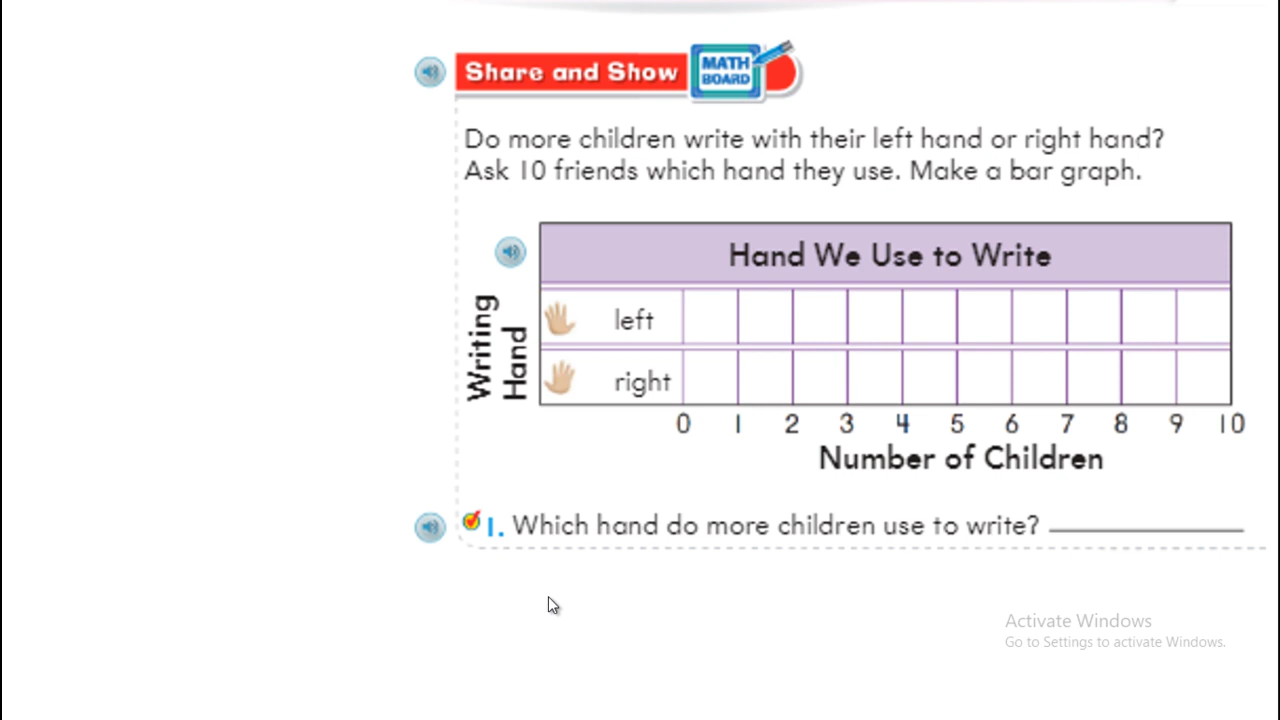 Share and Show
MATH
BOARD
Do more children write with their left hand or right hand?
Ask 10 friends which hand they use. Make a bar graph.
Hand We Use to Write
Writing
Hand
left
right
0 1 2 3 4 5 6 7 8 9 10
Number of Children
1. Which hand do more children use to write?
Activate Windows
Go to Settings to activate Windows.